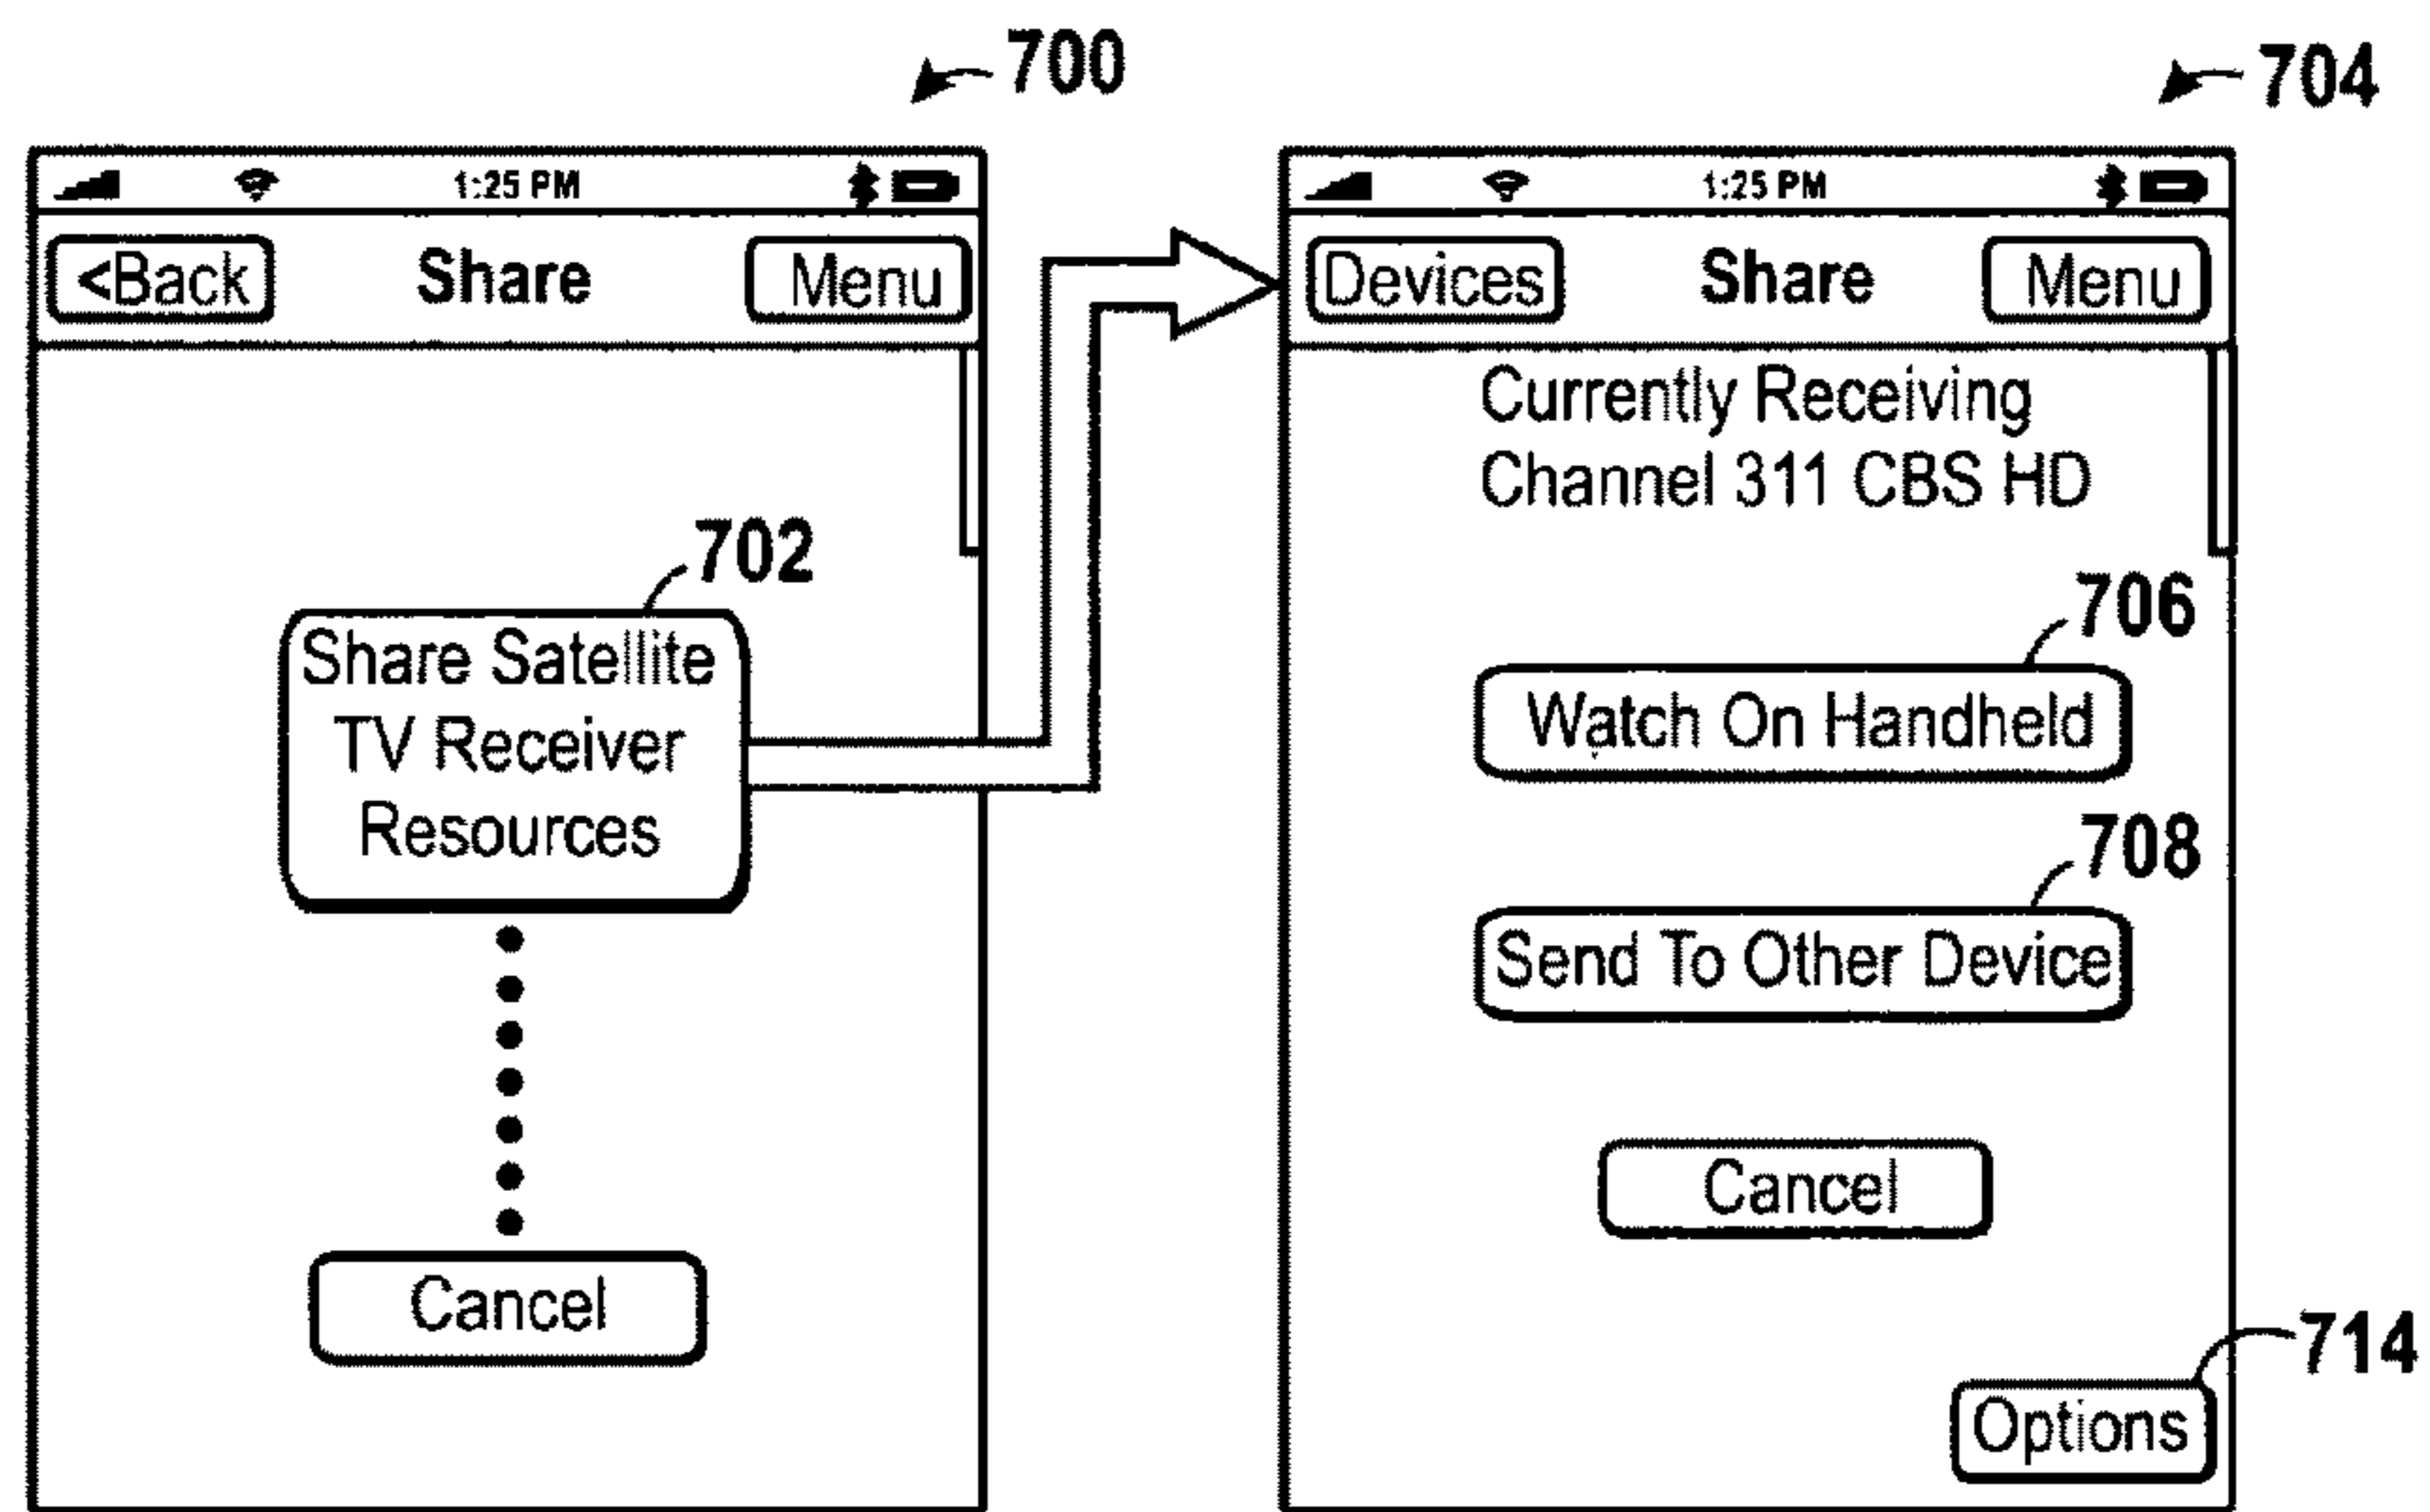 700
1:25 PM
<Back Share Menu
702
Share Satellite
TV Receiver
Resources
Cancel
704
1:25 PM
Devices Share Menu
Currently Receiving
Channel 311 CBS HD
706
Watch On Handheld
708
Send To Other Device
Cancel
714
Options